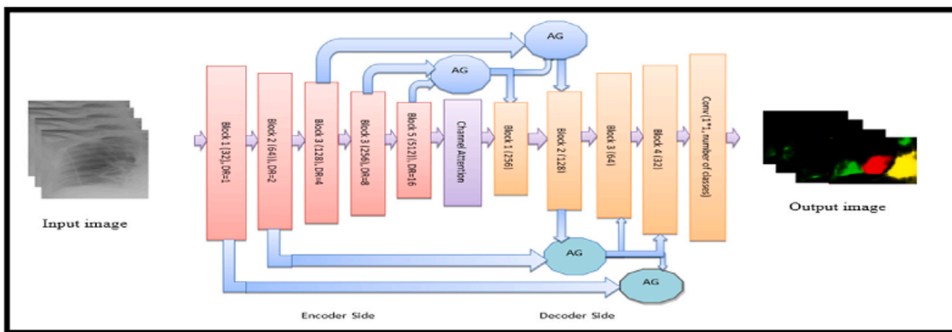 AG
AG
Block 1 (32), DR=1
Block 2 (64)), DR=2
Block 3 (128), DR=4
Block 3 (256), DR=8
Block 5 (512)), DR=16
Channel Attention
Block 1 (256)
Block 2 (128)
Block 3 (64)
Block 4 (32)
Conv (1*1, number of classes)
Input image
Output image
AG
AG
Encoder Side
Decoder Side